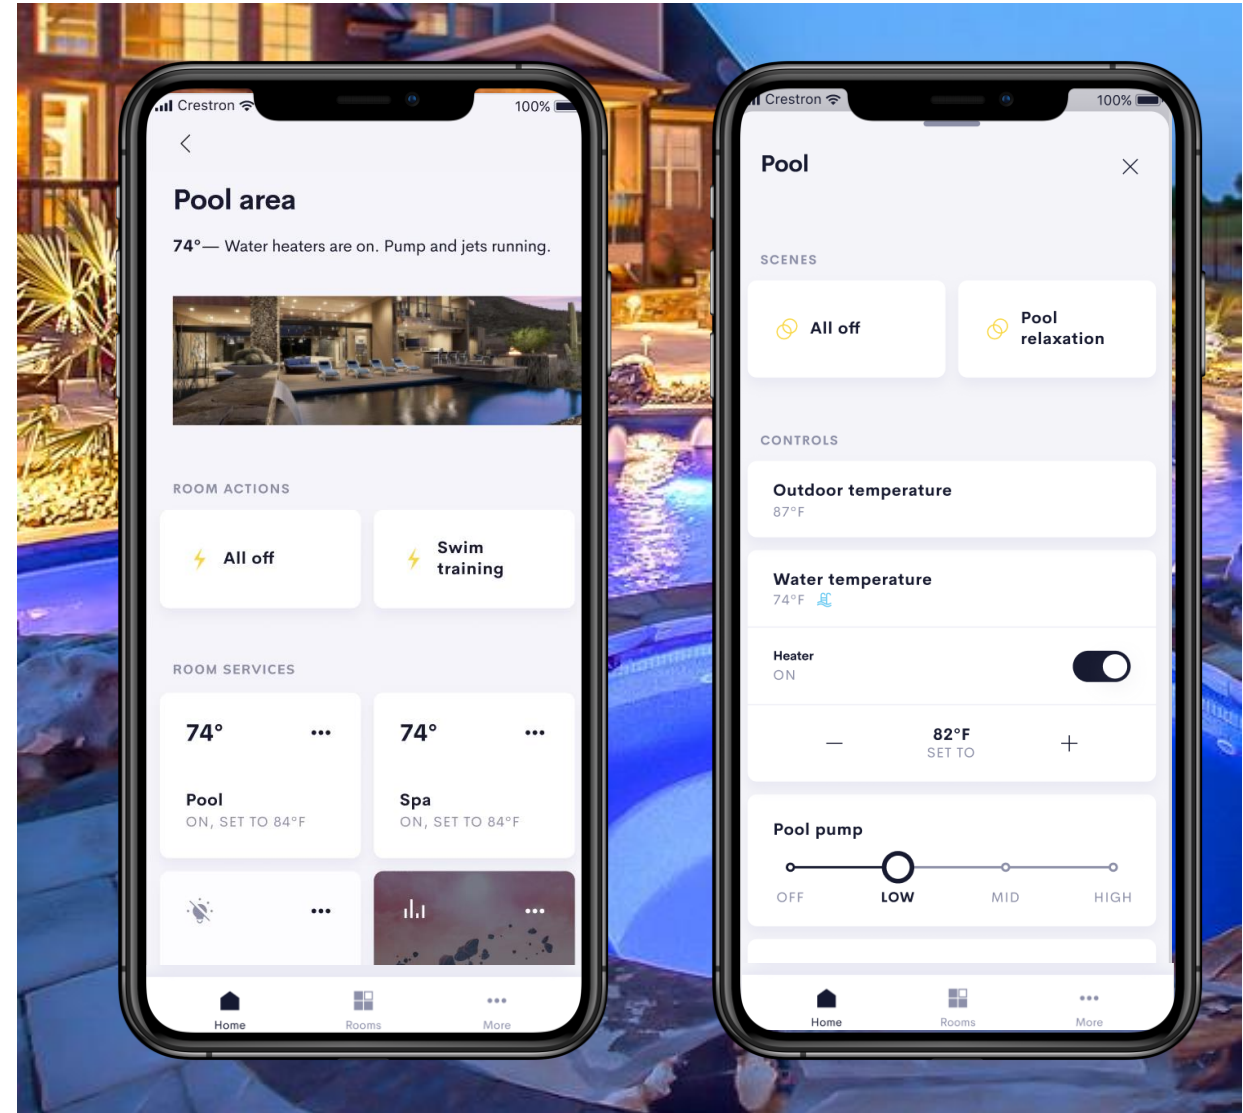 Crestron
100%
Pool area
74°— Water heaters are on. Pump and jets running.
ROOM ACTIONS
All off
Swim
training
ROOM SERVICES
74°
Pool
ON, SET TO 84°F
74°
Spa
ON, SET TO 84°F
Home
Rooms
More
Crestron
100%
Pool
SCENES
All off
Pool
relaxation
CONTROLS
Outdoor temperature
87°F
Water temperature
74°F
Heater
ON
82°F
SET TO
Pool pump
OFF
LOW
MID
HIGH
Home
Rooms
More